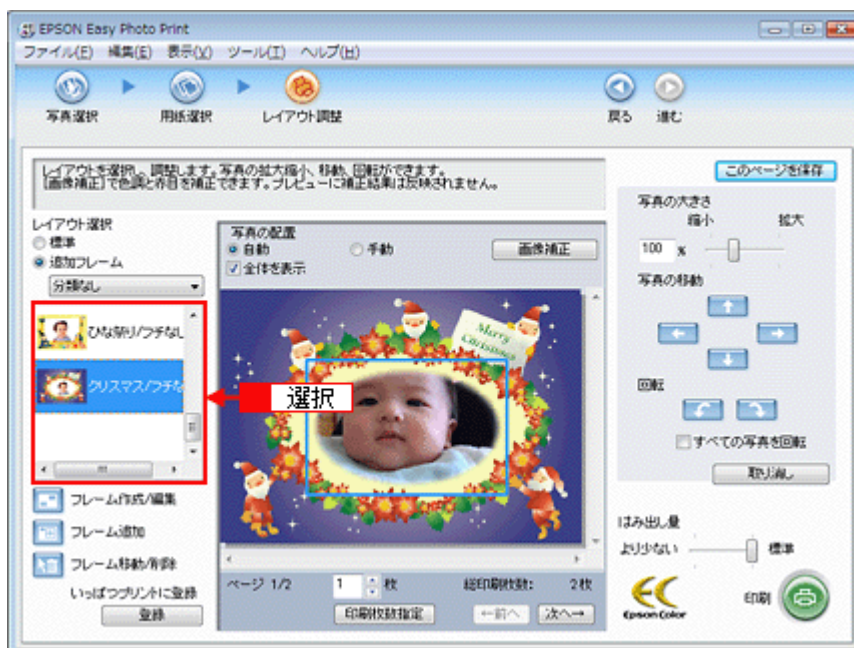 EPSON Easy Photo Print
ファイル(F) 編集(E) 表示(V) ツール(T) ヘルプ(H)
写真選択 用紙選択 レイアウト調整 戻る 進む
レイアウトを選択し、調整します。写真の拡大縮小、移動、回転ができます。
[画像補正]で色調と赤目を補正できます。プレビューに補正結果は反映されません。
このページを保存
レイアウト選択
標準
追加フレーム
分類なし
ひな祭り/フチなし
クリスマス/フチな
選択
フレーム作成/編集
フレーム追加
フレーム移動/削除
いっぱつプリントに登録
登録
写真の配置
自動 手動 画像補正
全体を表示
Merry
Christmas
ページ 1/2 1 枚 総印刷枚数: 2枚
印刷枚数指定 ←前へ 次へ→
写真の大きさ
縮小 拡大
100 %
写真の移動
回転
すべての写真を回転
取り消し
はみ出し量
より少ない 標準
Epson Color
印刷